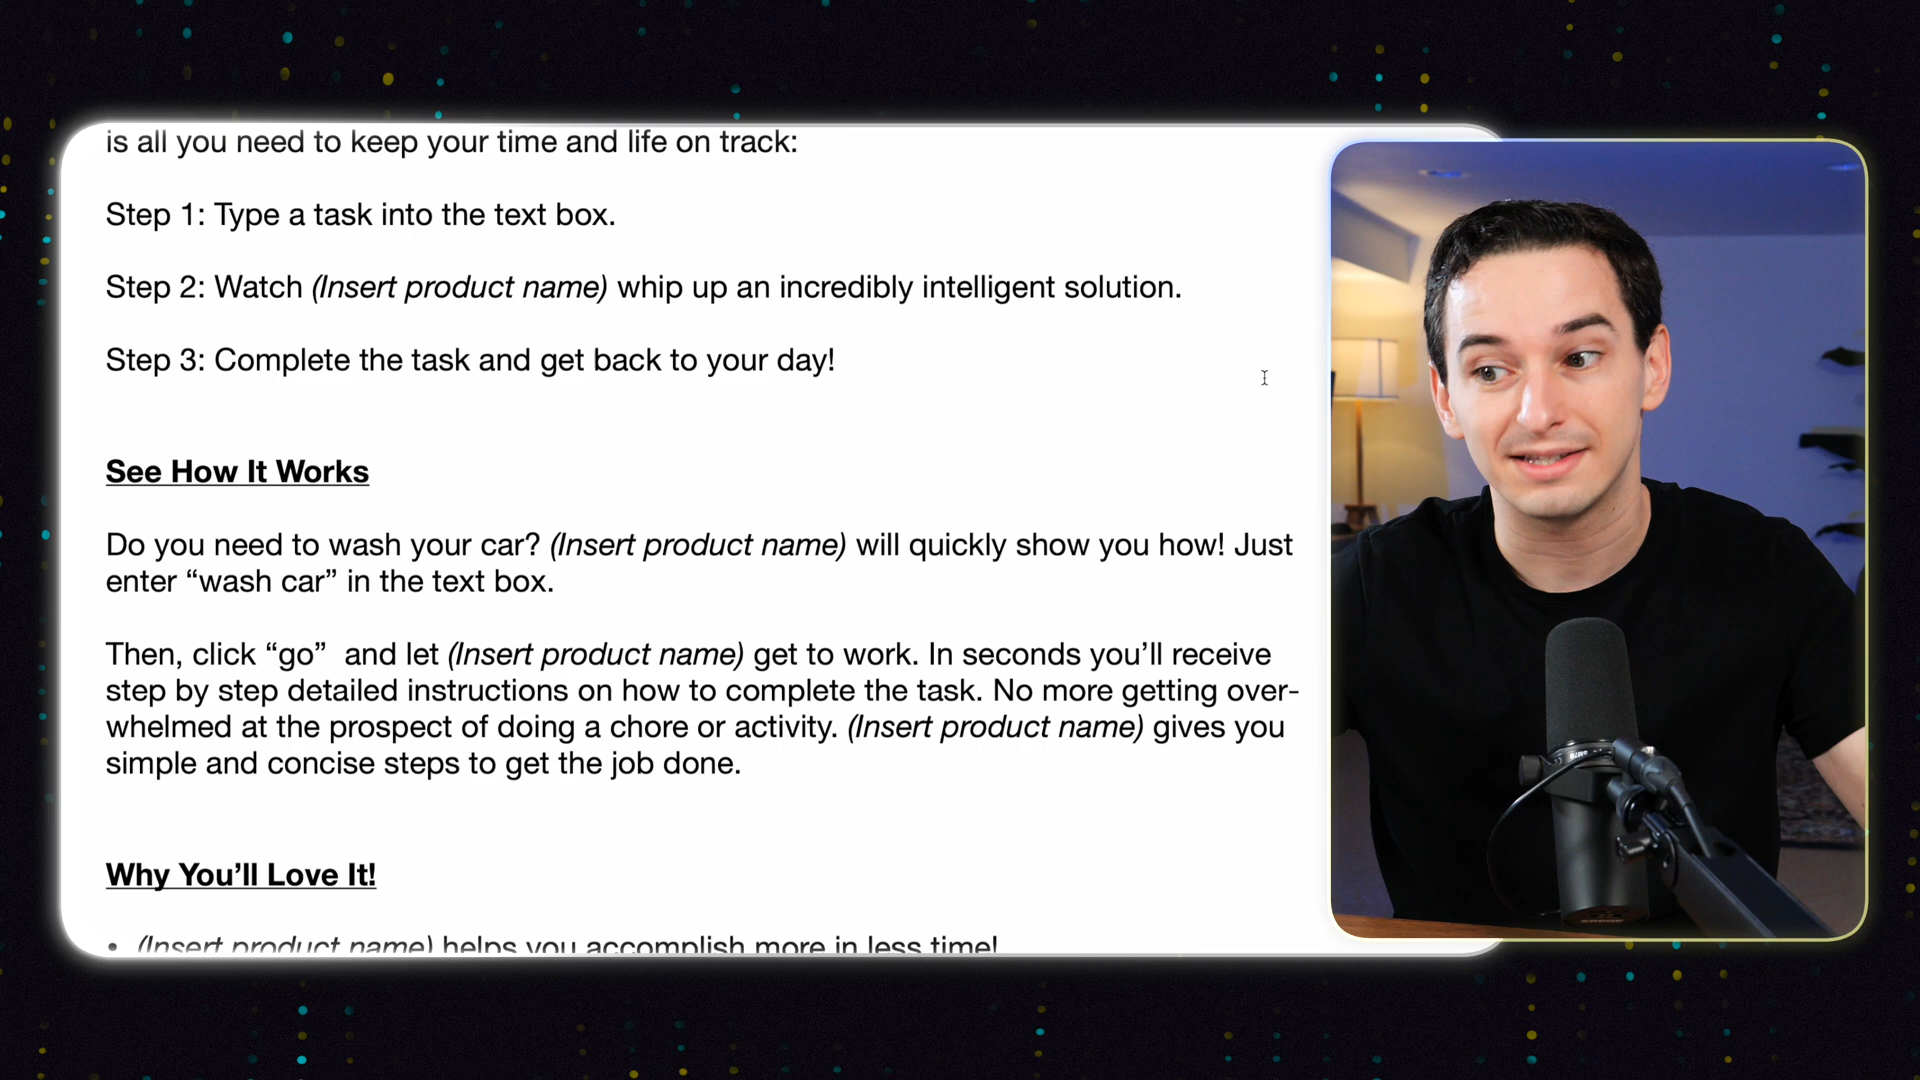 is all you need to keep your time and life on track:
Step 1: Type a task into the text box.
Step 2: Watch (Insert product name) whip up an incredibly intelligent solution.
Step 3: Complete the task and get back to your day!
See How It Works
Do you need to wash your car? (Insert product name) will quickly show you how! Just
enter “wash car” in the text box.
Then, click “go”  and let (Insert product name) get to work. In seconds you’ll receive
step by step detailed instructions on how to complete the task. No more getting over-
whelmed at the prospect of doing a chore or activity. (Insert product name) gives you
simple and concise steps to get the job done.
Why You’ll Love It!
• (Insert product name) helps you accomplish more in less time!